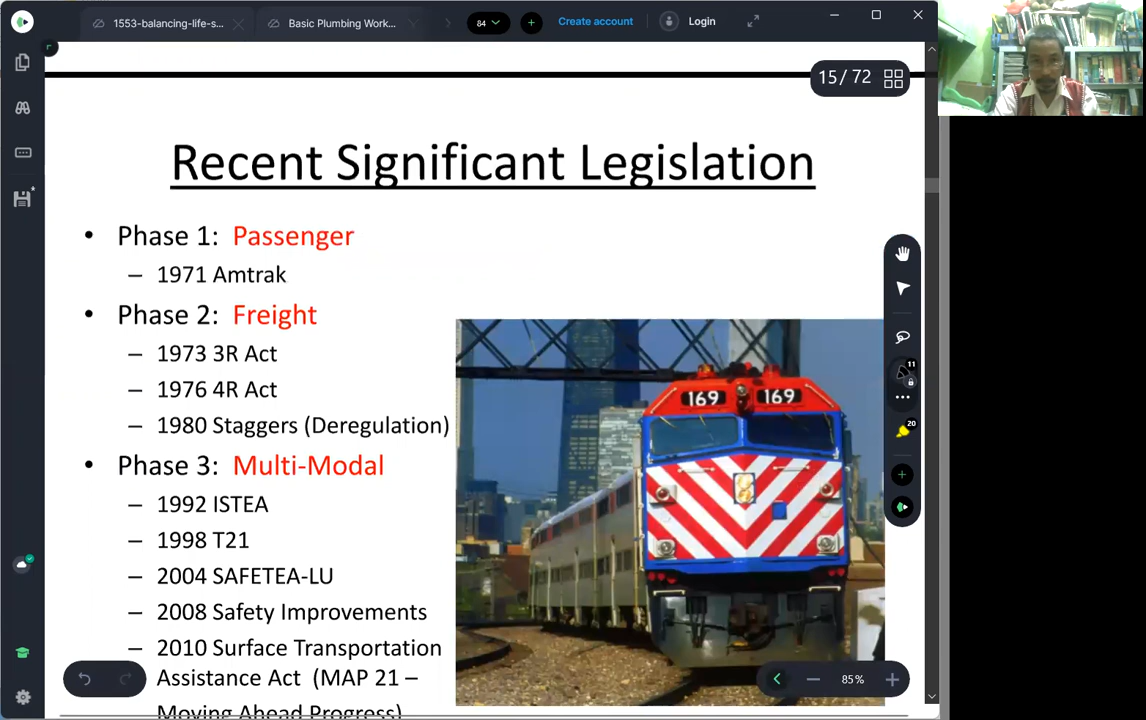 1553-balancing-life-s...
Basic Plumbing Work...
84
Create account
Login
15/ 72
Recent Significant Legislation
• Phase 1: Passenger
– 1971 Amtrak
• Phase 2: Freight
– 1973 3R Act
– 1976 4R Act
– 1980 Staggers (Deregulation)
• Phase 3: Multi-Modal
– 1992 ISTEA
– 1998 T21
– 2004 SAFETEA-LU
– 2008 Safety Improvements
– 2010 Surface Transportation
Assistance Act (MAP 21 –
Moving Ahead Progress)
169 169
11
20
85%